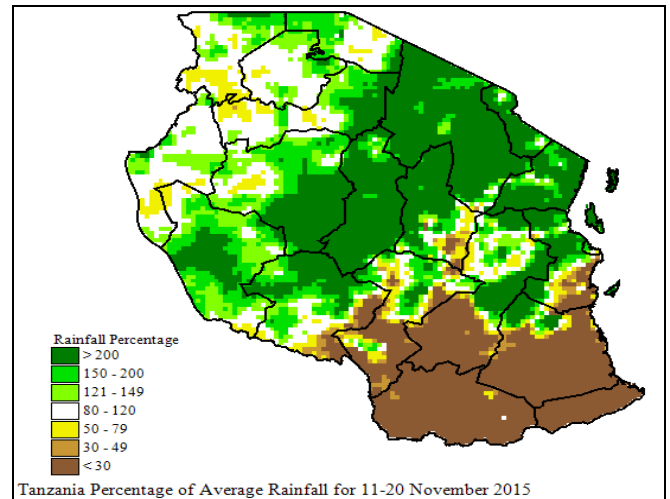 Rainfall Percentage
> 200
150 - 200
121 - 149
80 - 120
50 - 79
30 - 49
< 30
Tanzania Percentage of Average Rainfall for 11-20 November 2015